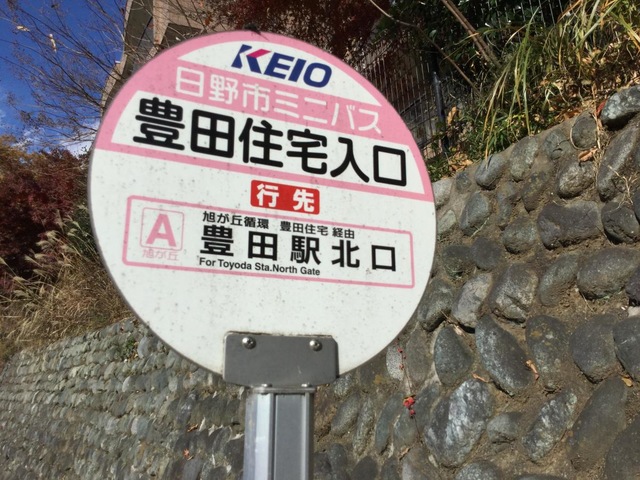 KEIO
日野市ミニバス
豊田住宅入口
行先
旭が丘循環 豊田住宅 経由
A
旭が丘
豊田駅北口
For Toyoda Sta.North Gate